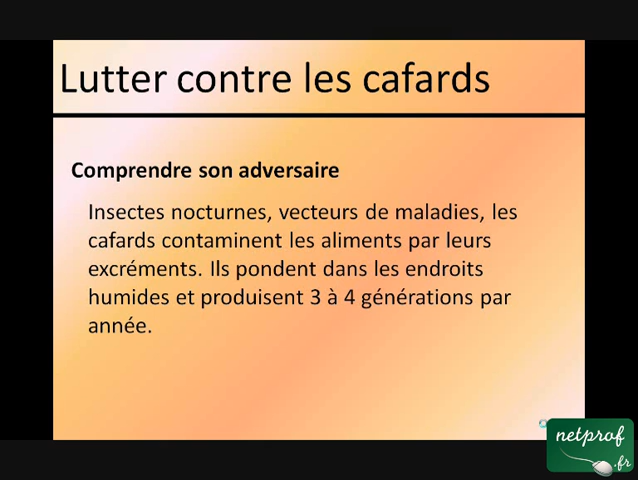 Lutter contre les cafards
Comprendre son adversaire
Insectes nocturnes, vecteurs de maladies, les
cafards contaminent les aliments par leurs
excréments. Ils pondent dans les endroits
humides et produisent 3 à 4 générations par
année.
netprof
.fr